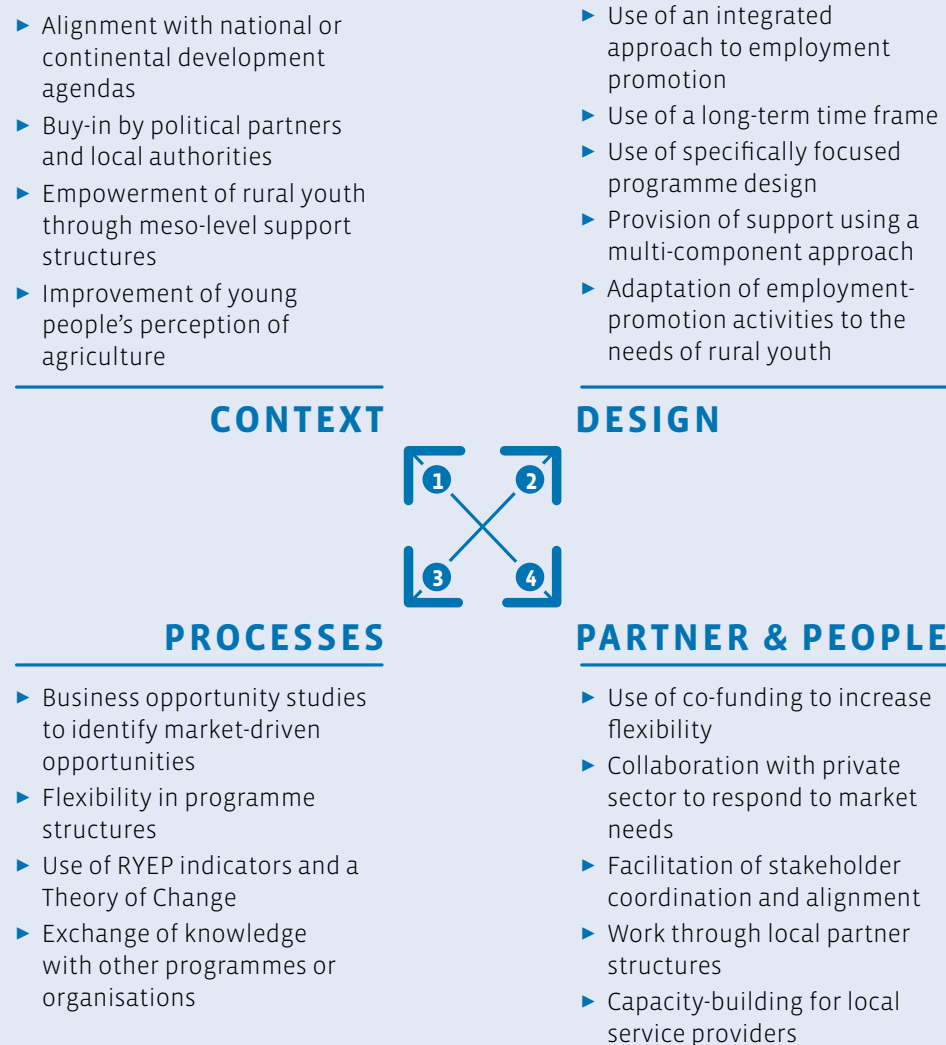 ► Alignment with national or
continental development
agendas
► Buy-in by political partners
and local authorities
► Empowerment of rural youth
through meso-level support
structures
► Improvement of young
people’s perception of
agriculture
CONTEXT
► Use of an integrated
approach to employment
promotion
► Use of a long-term time frame
► Use of specifically focused
programme design
► Provision of support using a
multi-component approach
► Adaptation of employment-
promotion activities to the
needs of rural youth
DESIGN
1
2
3
4
PROCESSES
► Business opportunity studies
to identify market-driven
opportunities
► Flexibility in programme
structures
► Use of RYEP indicators and a
Theory of Change
► Exchange of knowledge
with other programmes or
organisations
PARTNER & PEOPLE
► Use of co-funding to increase
flexibility
► Collaboration with private
sector to respond to market
needs
► Facilitation of stakeholder
coordination and alignment
► Work through local partner
structures
► Capacity-building for local
service providers